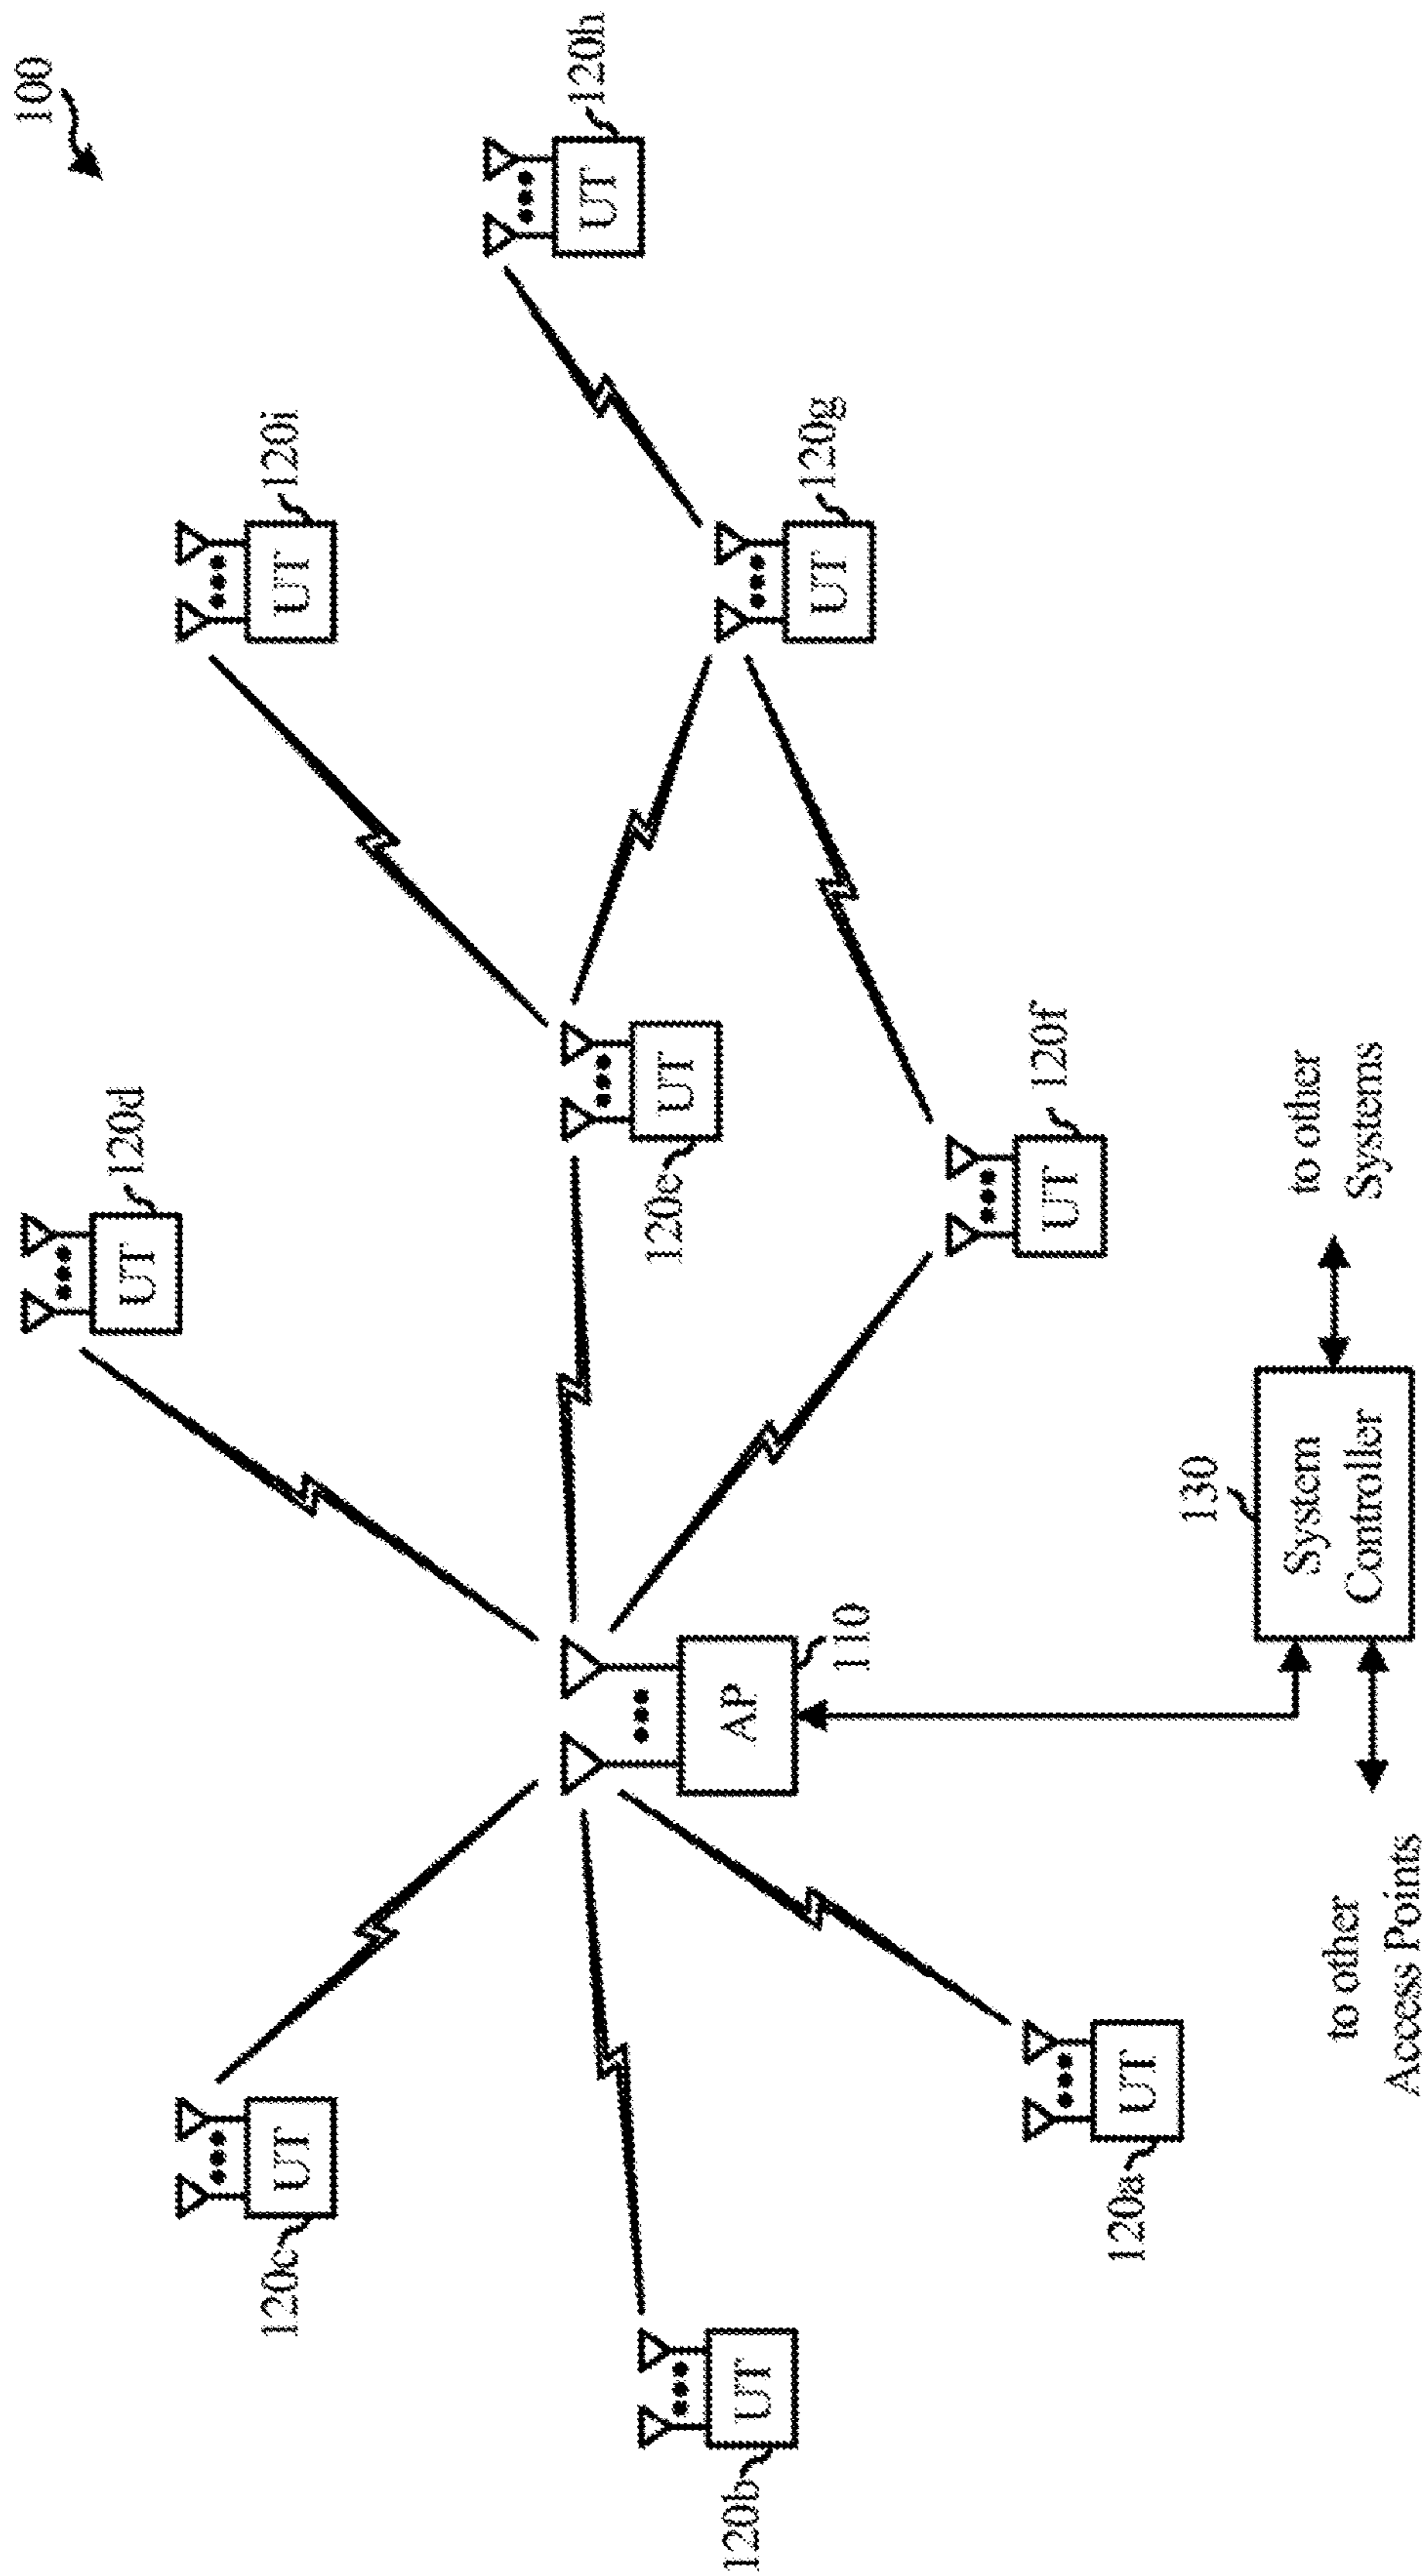 100
UT
120d
UT
120c
UT
120i
UT
120h
UT
120e
UT
120b
AP
110
UT
120g
UT
120f
UT
120a
130
System
Controller
to other
Systems
to other
Access Points